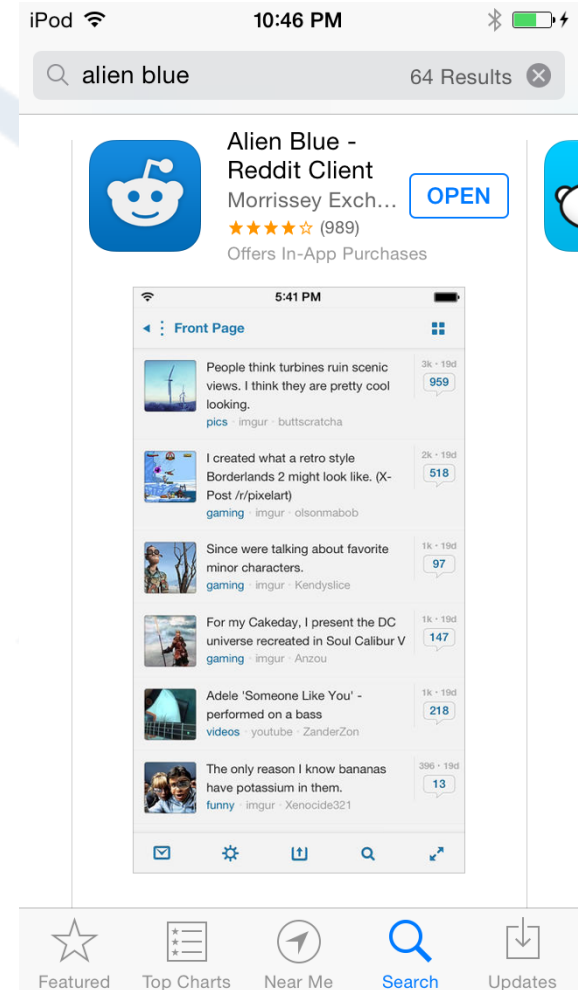 iPod 10:46 PM
alien blue 64 Results
Alien Blue -
Reddit Client
Morrissey Exch...
OPEN
(989)
Offers In-App Purchases
5:41 PM
Front Page
People think turbines ruin scenic
views. I think they are pretty cool
looking.
pics · imgur · buttscratcha
3k · 19d
959
I created what a retro style
Borderlands 2 might look like. (X-
Post /r/pixelart)
gaming · imgur · olsonmabob
2k · 19d
518
Since were talking about favorite
minor characters.
gaming · imgur · Kendyslice
1k · 19d
97
For my Cakeday, I present the DC
universe recreated in Soul Calibur V
gaming · imgur · Anzou
1k · 19d
147
Adele 'Someone Like You' -
performed on a bass
videos · youtube · ZanderZon
1k · 19d
218
The only reason I know bananas
have potassium in them.
funny · imgur · Xenocide321
396 · 19d
13
Featured Top Charts Near Me Search Updates